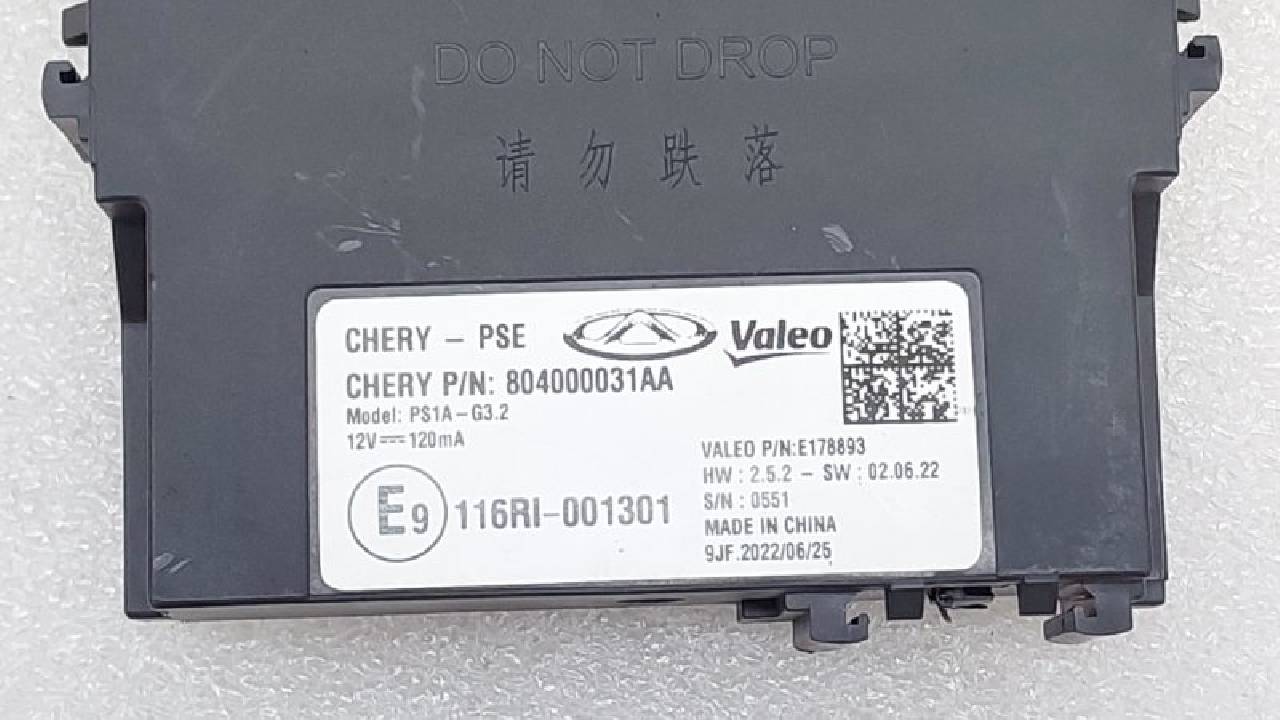 DO NOT DROP
请勿跌落
CHERY - PSE
Valeo
CHERY P/N: 804000031AA
Model: PS1A-G3.2
12V⎓120mA
E9
116RI-001301
VALEO P/N:E178893
HW : 2.5.2 - SW : 02.06.22
S/N : 0551
MADE IN CHINA
9JF.2022/06/25